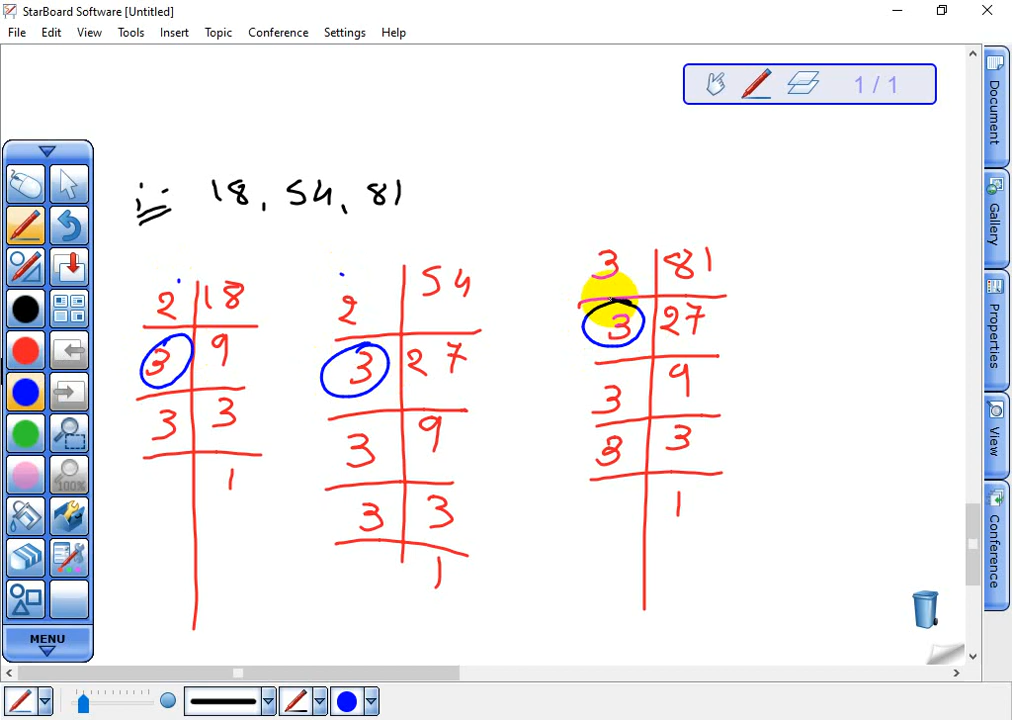 StarBoard Software [Untitled]
File Edit View Tools Insert Topic Conference Settings Help
1 / 1
Document
Gallery
Properties
View
Conference
100%
MENU
i:- 18, 54, 81
2 18
3 9
3 3
1
2 54
3 27
3 9
3 3
1
3 81
3 27
3 9
3 3
1